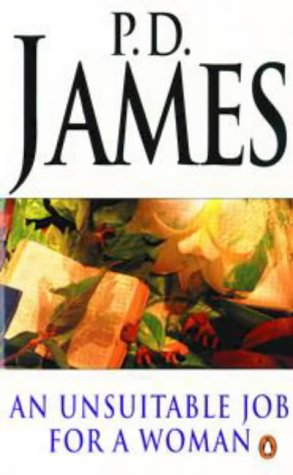 P.D.
JAMES
AN UNSUITABLE JOB
FOR A WOMAN